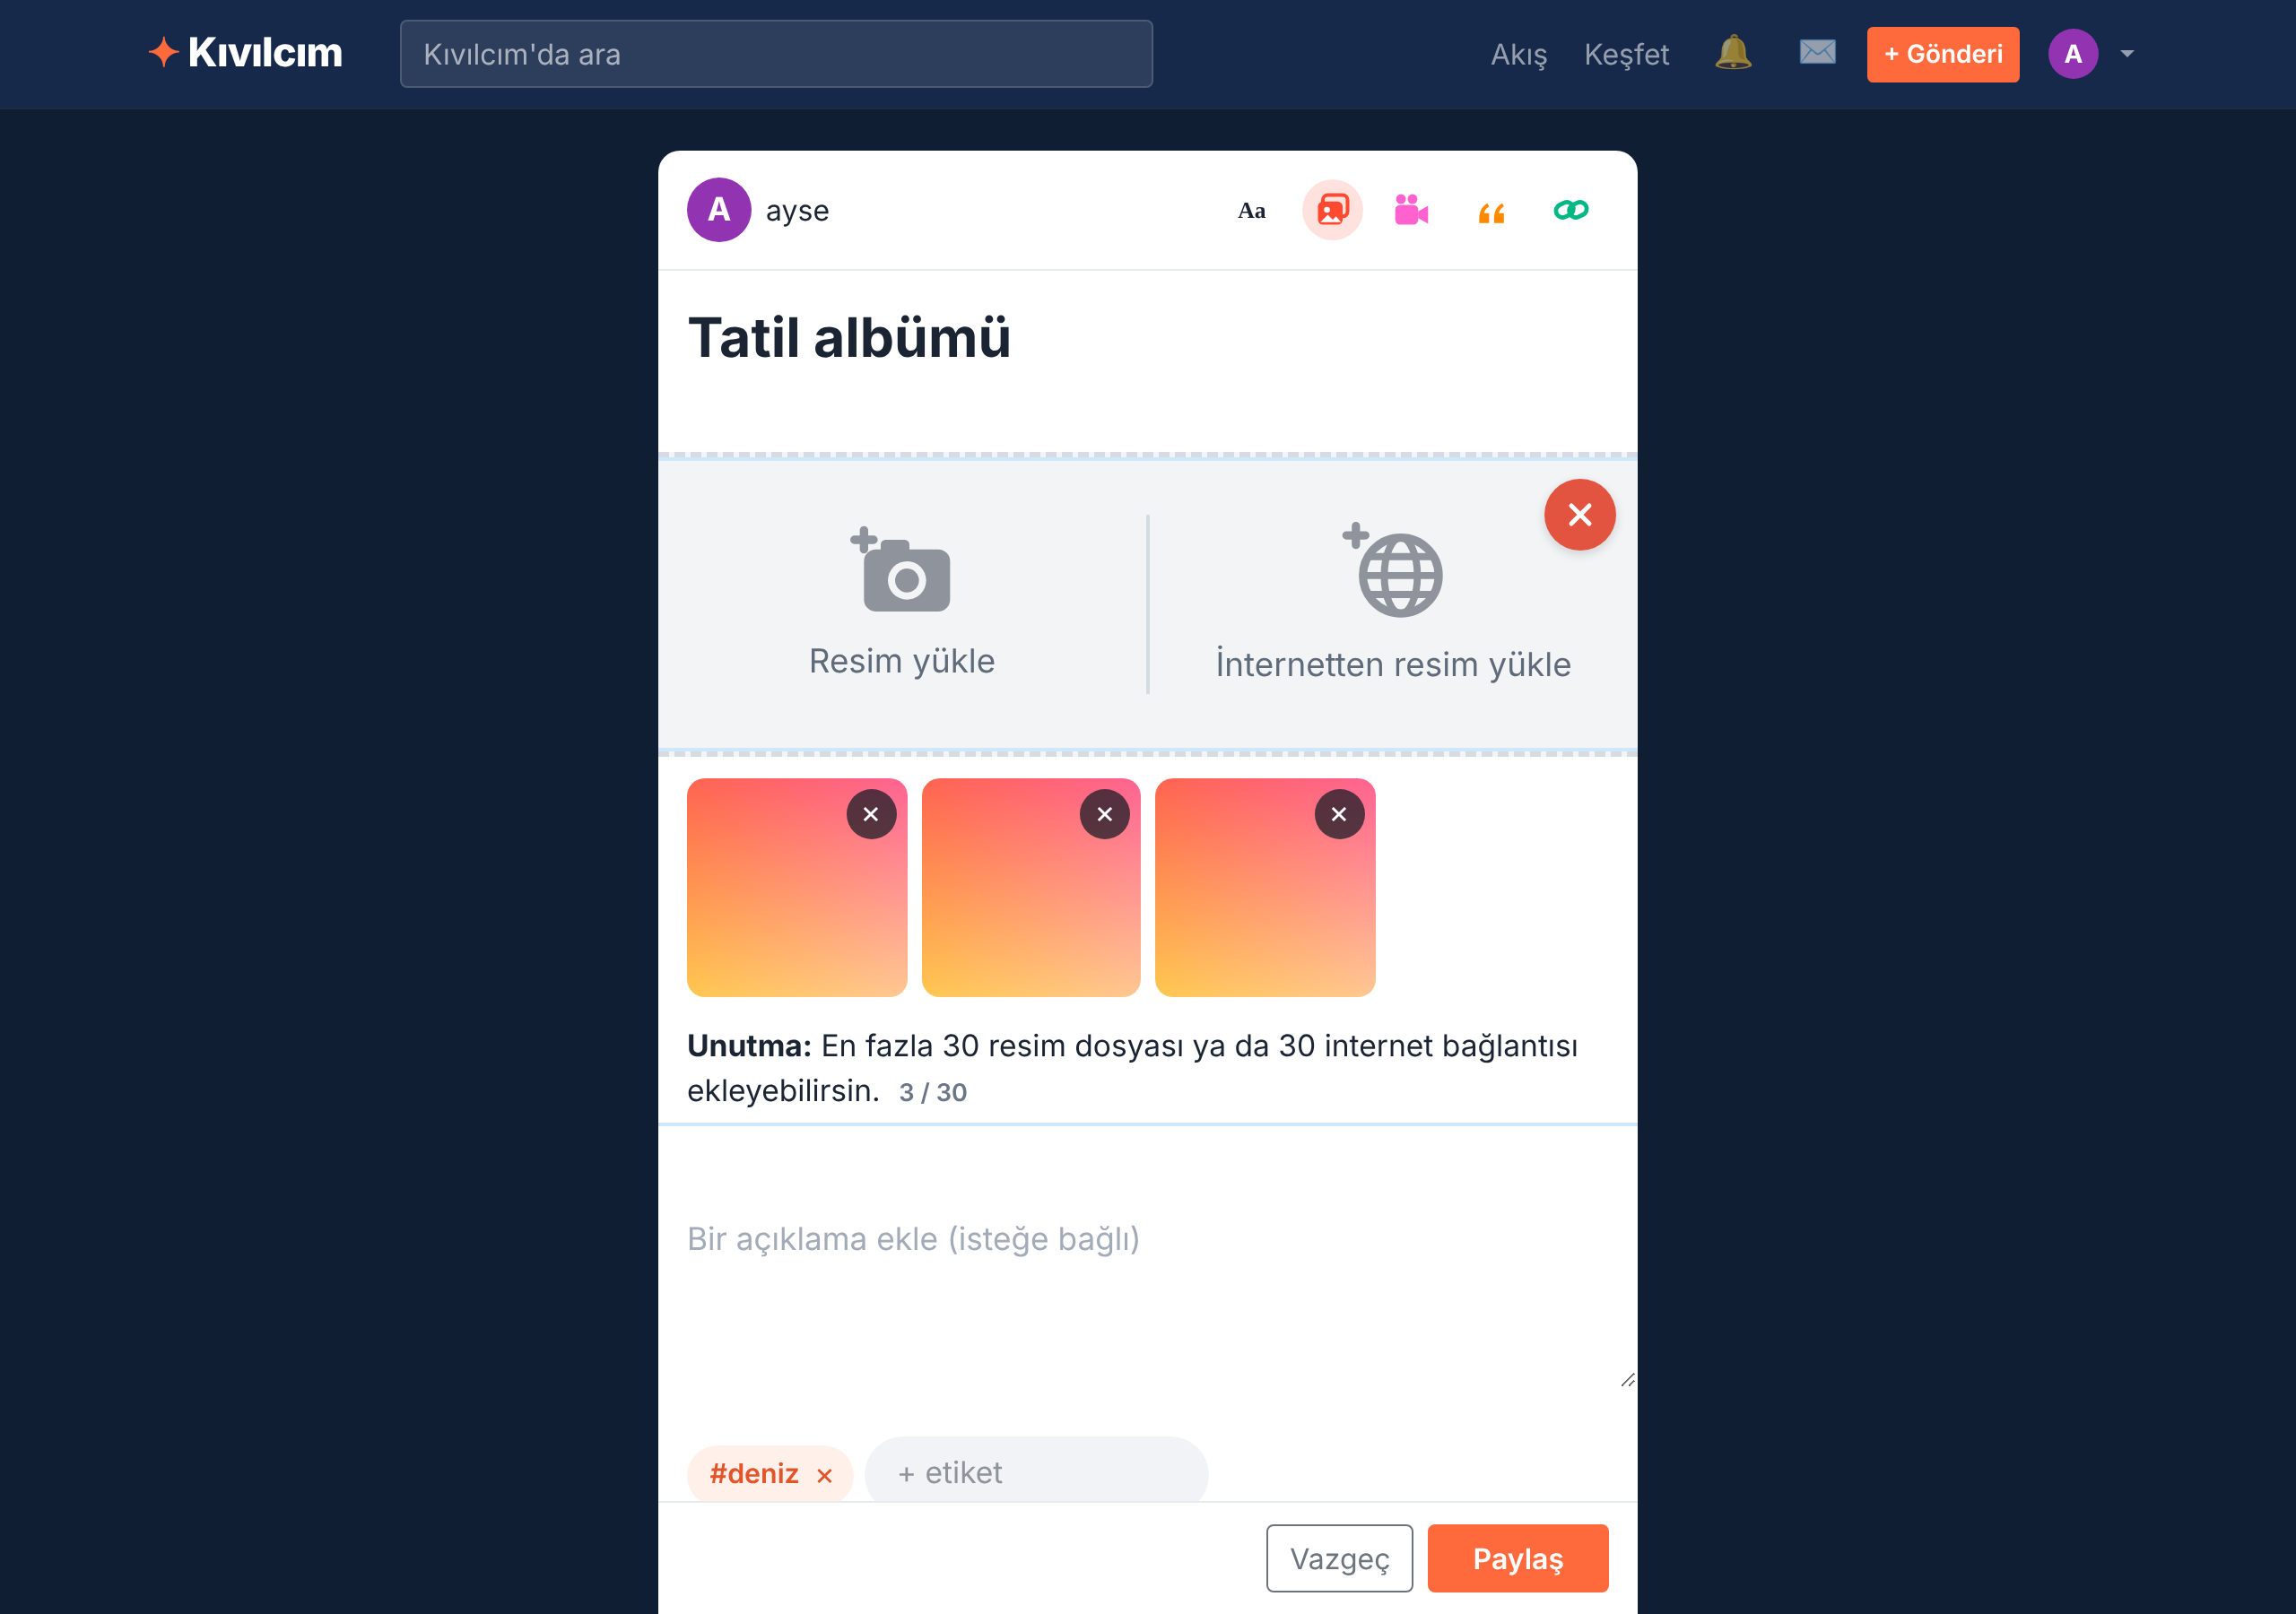 Kıvılcım
Kıvılcım'da ara
Akış
Keşfet
+ Gönderi
A
A
ayse
Aa
Tatil albümü
Resim yükle
İnternetten resim yükle
Unutma: En fazla 30 resim dosyası ya da 30 internet bağlantısı
ekleyebilirsin. 3 / 30
Bir açıklama ekle (isteğe bağlı)
#deniz ×
+ etiket
Vazgeç
Paylaş